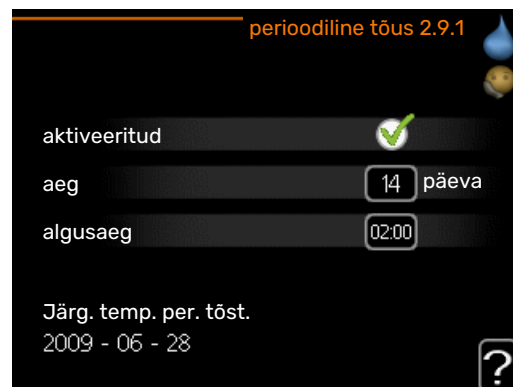 perioodiline tõus 2.9.1
aktiveeritud
aeg 14 päeva
algusaeg 02:00
Järg. temp. per. tõst.
2009 - 06 - 28
?